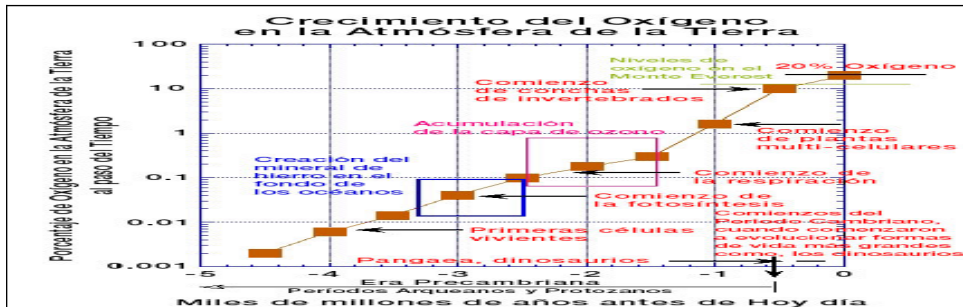 Crecimiento del Oxígeno
en la Atmósfera de la Tierra
Porcentaje de Oxígeno en la Atmósfera de la Tierra
al paso del Tiempo
100
10
1
0.1
0.01
0.001
Niveles de
oxígeno en el
Monte Everest
20% Oxígeno
Comienzo
de conchas
de invertebrados
Acumulación
de la capa de ozono
Comienzo
de plantas
multi-celulares
Creación del
mineral de
hierro en el
fondo de
los océanos
Comienzo de
la respiración
Comienzo de
la fotosíntesis
Primeras células
vivientes
Comienzos del
Período Cambriano,
cuando comenzaron
a evolucionar formas
de vida más grandes
como, los dinosaurios
Pangaea, dinosaurios
-5 -4 -3 -2 -1 0
Era Precambriana
Períodos Arqueanos y Protozanos
Miles de millones de años antes de Hoy día